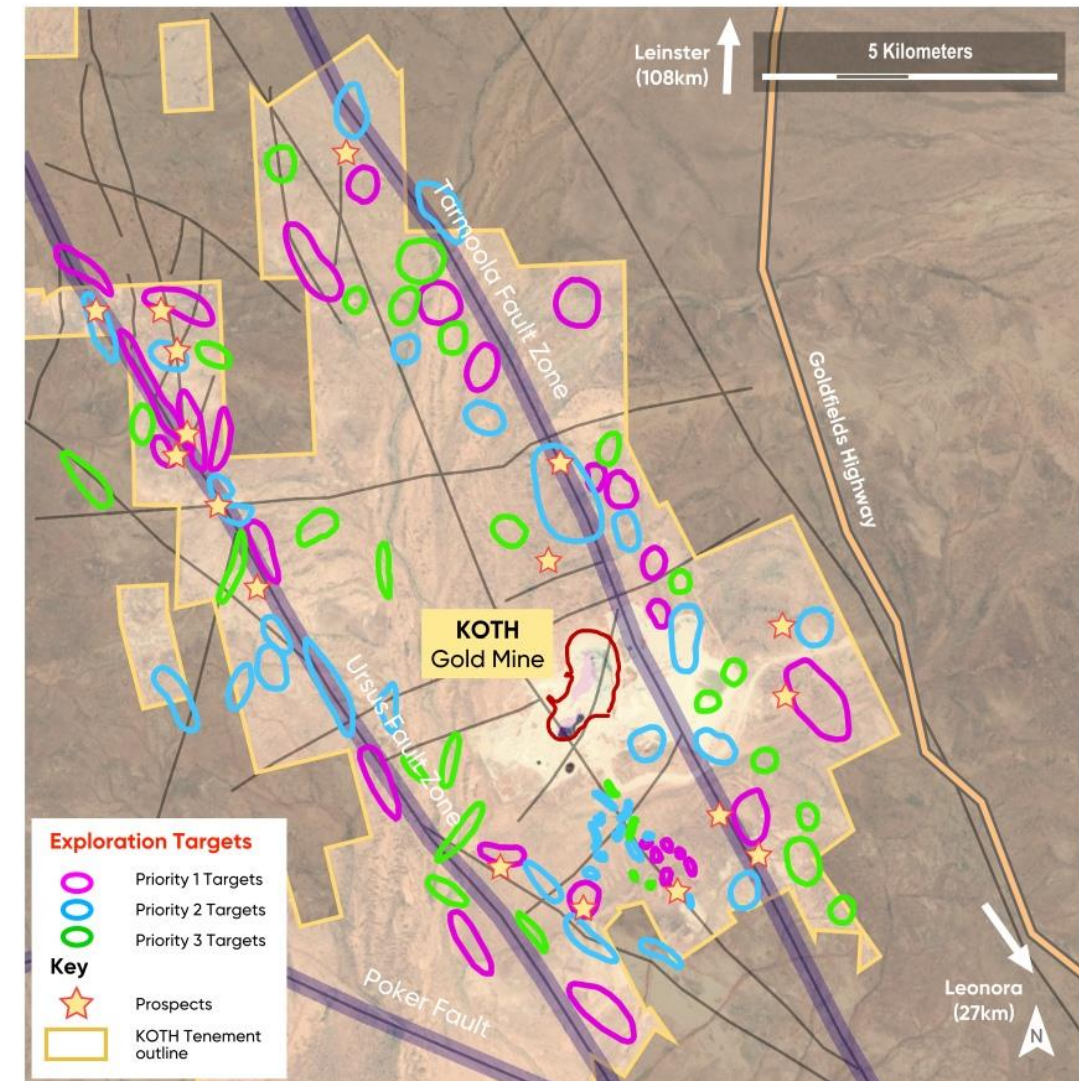 Leinster
(108km)
5 Kilometers
Tarmoola Fault Zone
Goldfields Highway
KOTH
Gold Mine
Ursus Fault Zone
Exploration Targets
Priority 1 Targets
Priority 2 Targets
Priority 3 Targets
Key
Prospects
KOTH Tenement
outline
Poker Fault
Leonora
(27km)
N